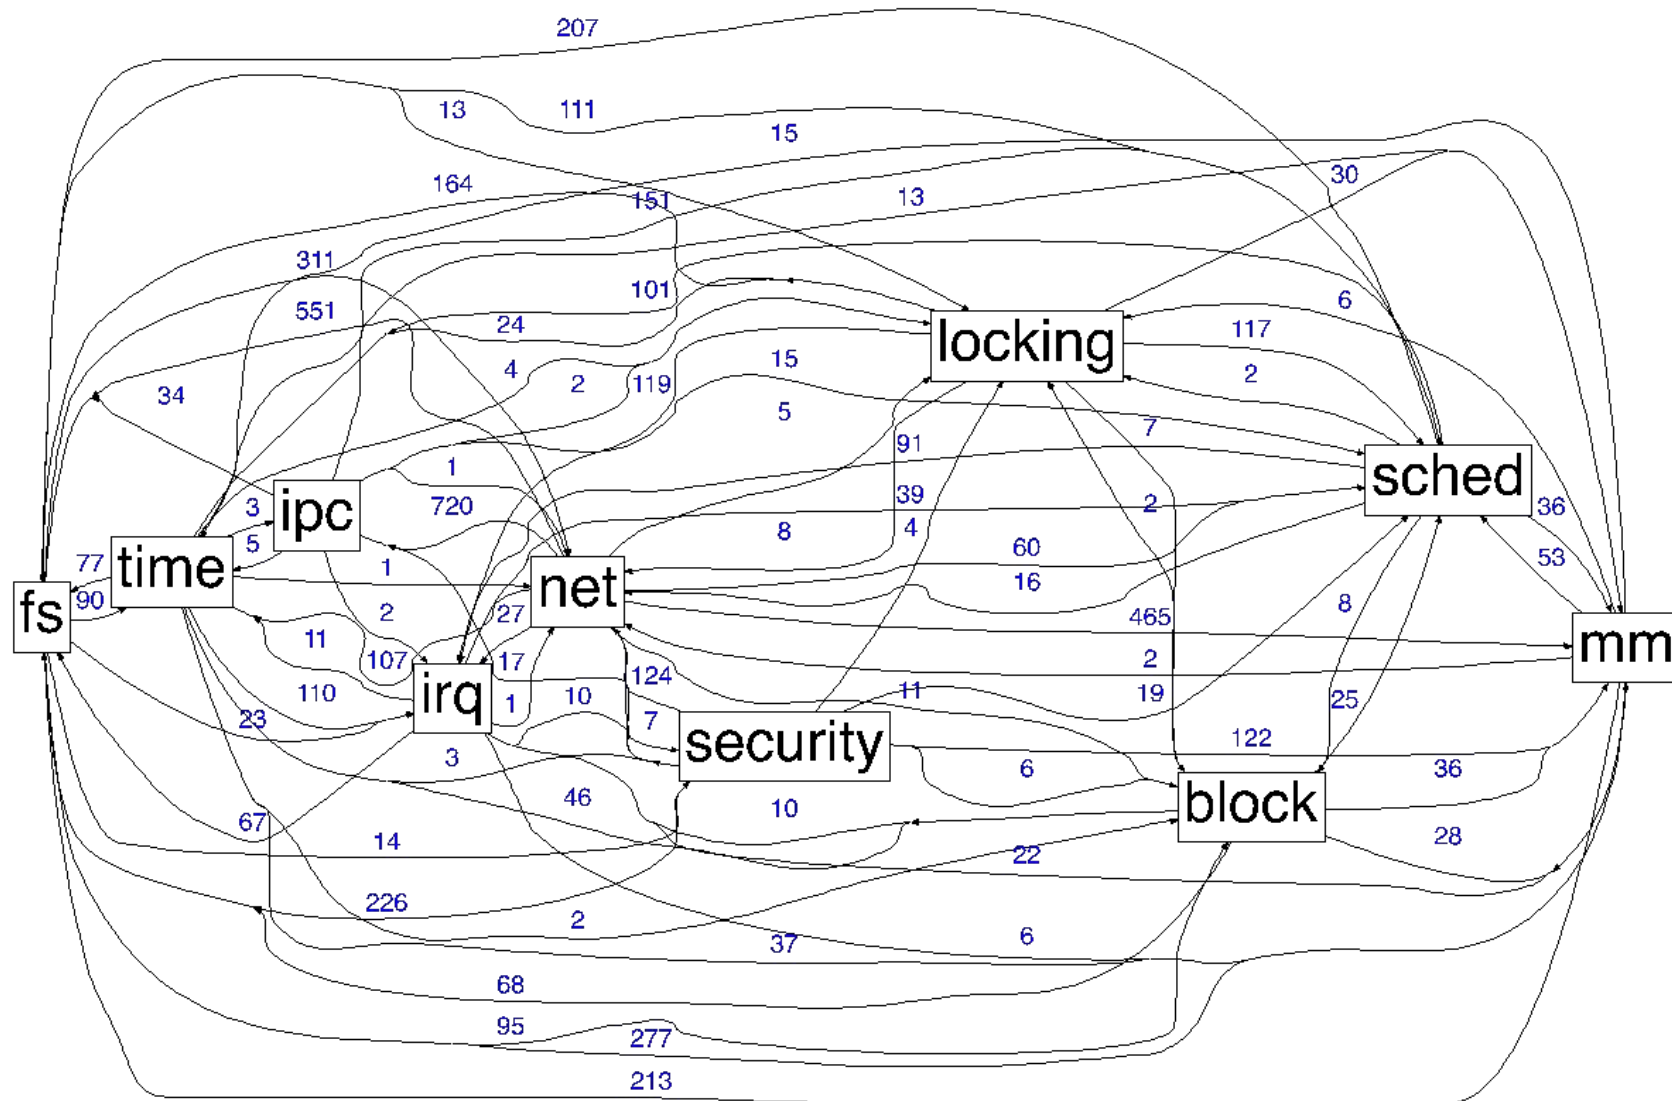 207
13 111
15
164 151 13 30
311
101 6
551 24 117
15 2
4 2 119
34
5
7
91
1
39
720 2 36
3 4
8
5 60 53
77 1 16
90 2 27 465 8
11
107 17 2
124
110 1 10 11 19 25
23 7
122
3 6 36
46 10
67 14 28
22
226
2
37 6
68
95
277
213
locking
sched
ipc
time
net
fs
mm
irq
security
block